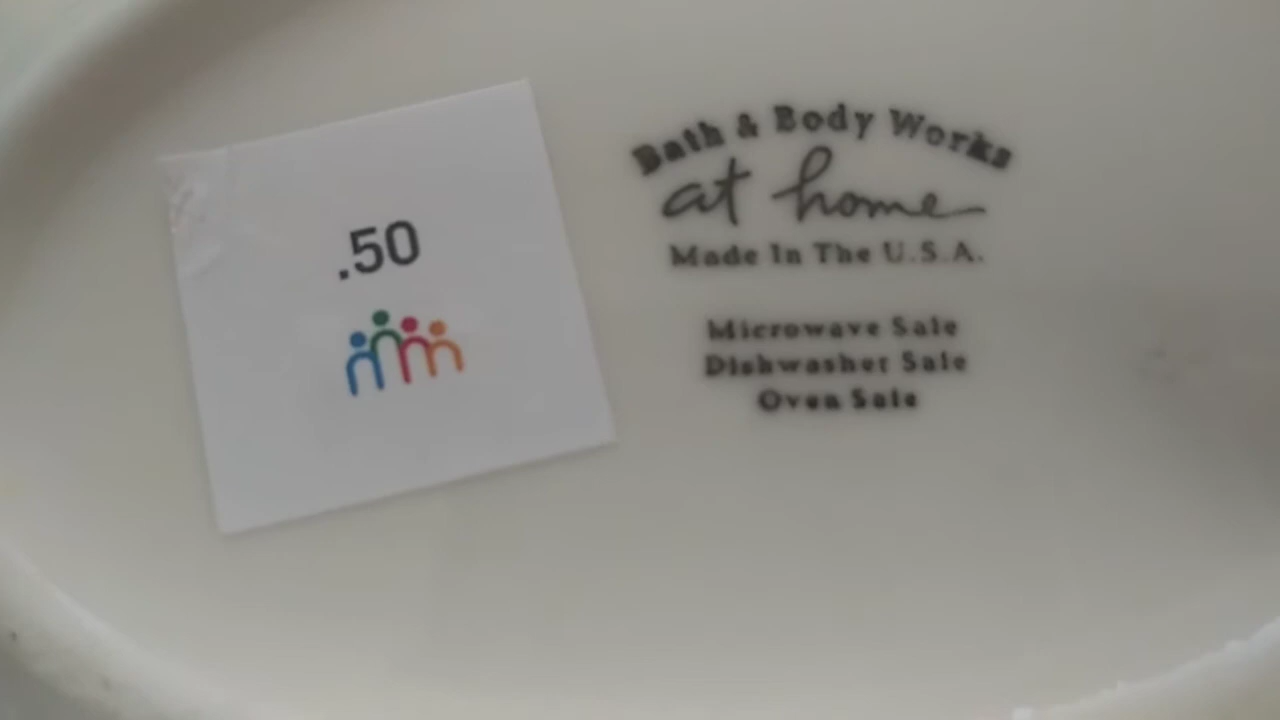 .50
Bath & Body Works
at home
Made In The U.S.A.
Microwave Safe
Dishwasher Safe
Oven Safe